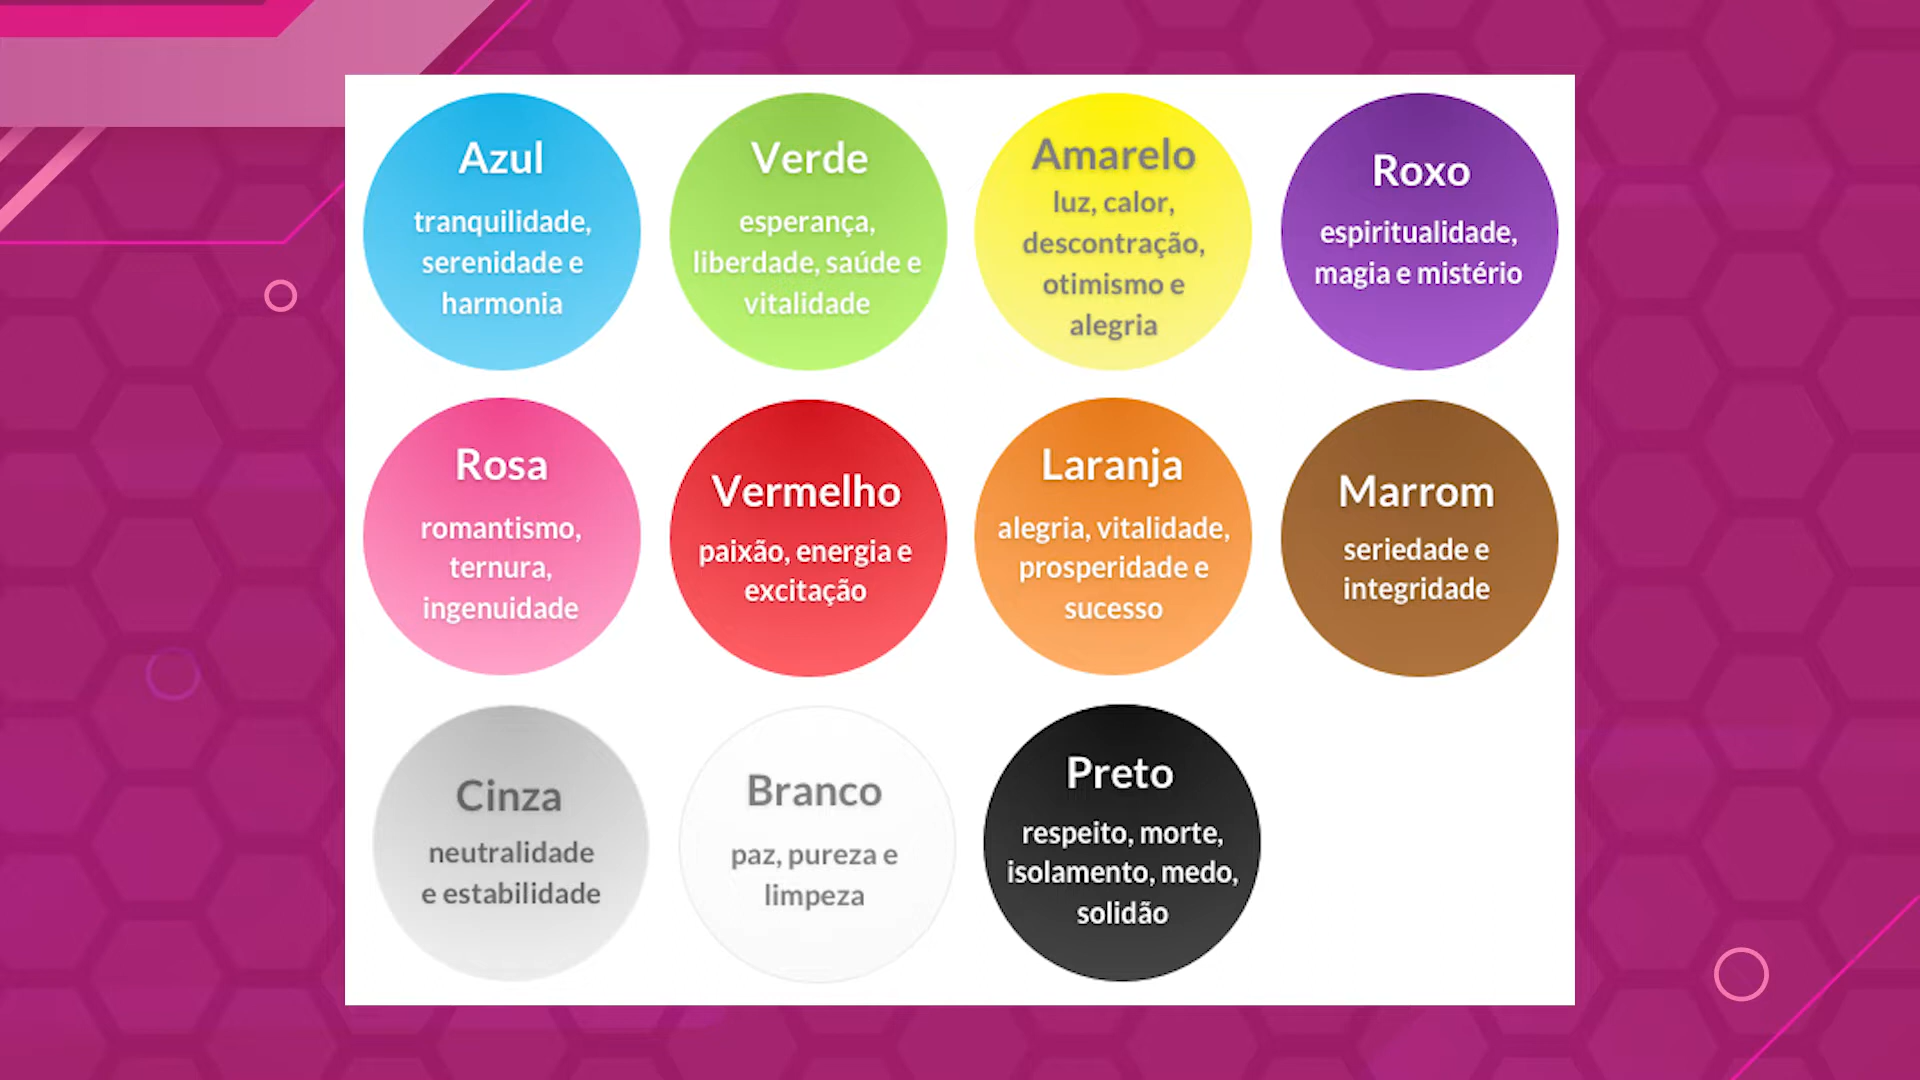 Azul
tranquilidade,
serenidade e
harmonia
Verde
esperança,
liberdade, saúde e
vitalidade
Amarelo
luz, calor,
descontração,
otimismo e
alegria
Roxo
espiritualidade,
magia e mistério
Rosa
romantismo,
ternura,
ingenuidade
Vermelho
paixão, energia e
excitação
Laranja
alegria, vitalidade,
prosperidade e
sucesso
Marrom
seriedade e
integridade
Cinza
neutralidade
e estabilidade
Branco
paz, pureza e
limpeza
Preto
respeito, morte,
isolamento, medo,
solidão